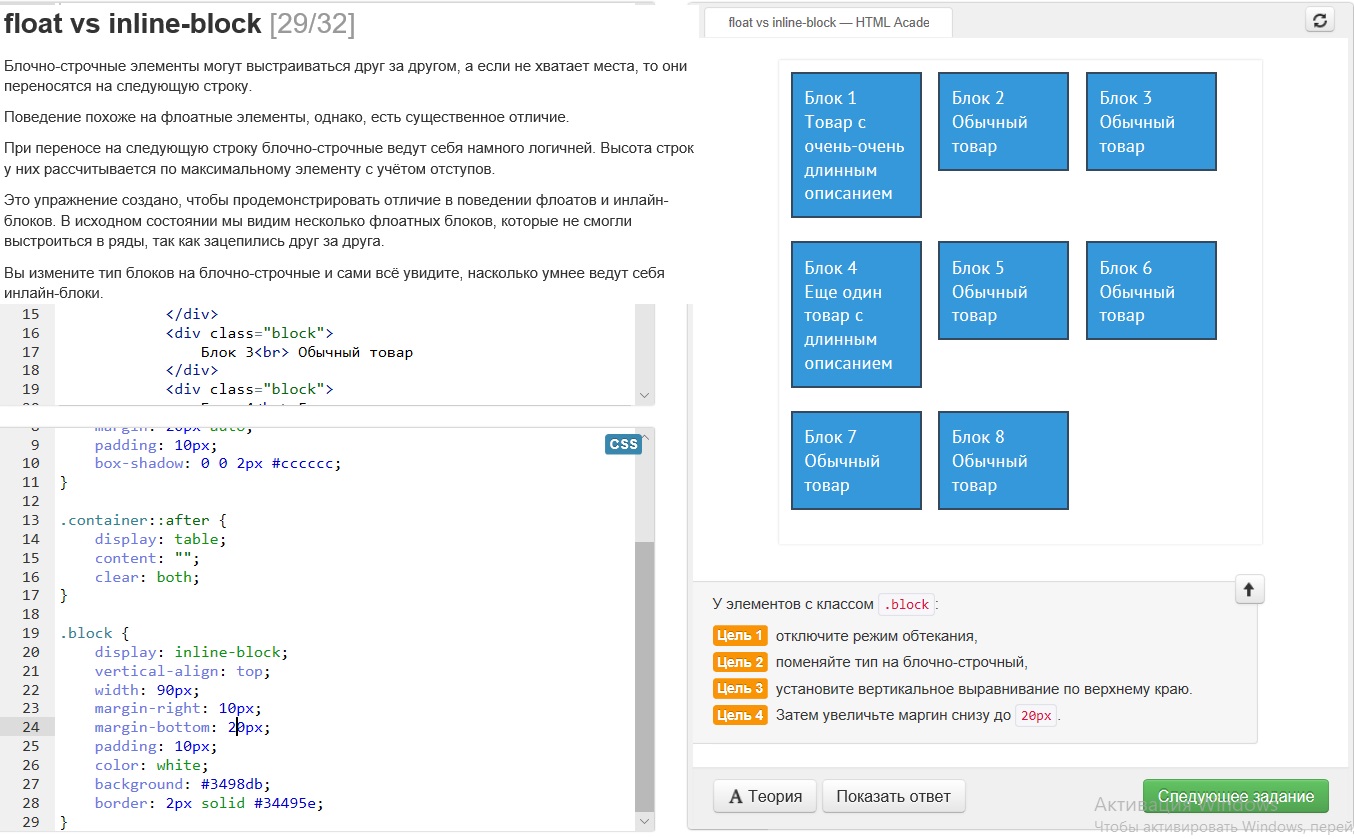 float vs inline-block [29/32]
Блочно-строчные элементы могут выстраиваться друг за другом, а если не хватает места, то они
переносятся на следующую строку.
Поведение похоже на флоатные элементы, однако, есть существенное отличие.
При переносе на следующую строку блочно-строчные ведут себя намного логичней. Высота строк
у них рассчитывается по максимальному элементу с учётом отступов.
Это упражнение создано, чтобы продемонстрировать отличие в поведении флоатов и инлайн-
блоков. В исходном состоянии мы видим несколько флоатных блоков, которые не смогли
выстроиться в ряды, так как зацепились друг за друга.
Вы измените тип блоков на блочно-строчные и сами всё увидите, насколько умнее ведут себя
инлайн-блоки.
15 </div>
16 <div class="block">
17 Блок 3<br> Обычный товар
18 </div>
19 <div class="block">
CSS
9 padding: 10px;
10 box-shadow: 0 0 2px #cccccc;
11 }
12
13 .container::after {
14 display: table;
15 content: "";
16 clear: both;
17 }
18
19 .block {
20 display: inline-block;
21 vertical-align: top;
22 width: 90px;
23 margin-right: 10px;
24 margin-bottom: 20px;
25 padding: 10px;
26 color: white;
27 background: #3498db;
28 border: 2px solid #34495e;
29 }
float vs inline-block — HTML Acade
Блок 1
Товар с
очень-очень
длинным
описанием
Блок 2
Обычный
товар
Блок 3
Обычный
товар
Блок 4
Еще один
товар с
длинным
описанием
Блок 5
Обычный
товар
Блок 6
Обычный
товар
Блок 7
Обычный
товар
Блок 8
Обычный
товар
У элементов с классом .block:
Цель 1 отключите режим обтекания,
Цель 2 поменяйте тип на блочно-строчный,
Цель 3 установите вертикальное выравнивание по верхнему краю.
Цель 4 Затем увеличьте маргин снизу до 20px.
А Теория
Показать ответ
Следующее задание
Активация Windows
Чтобы активировать Windows, перей